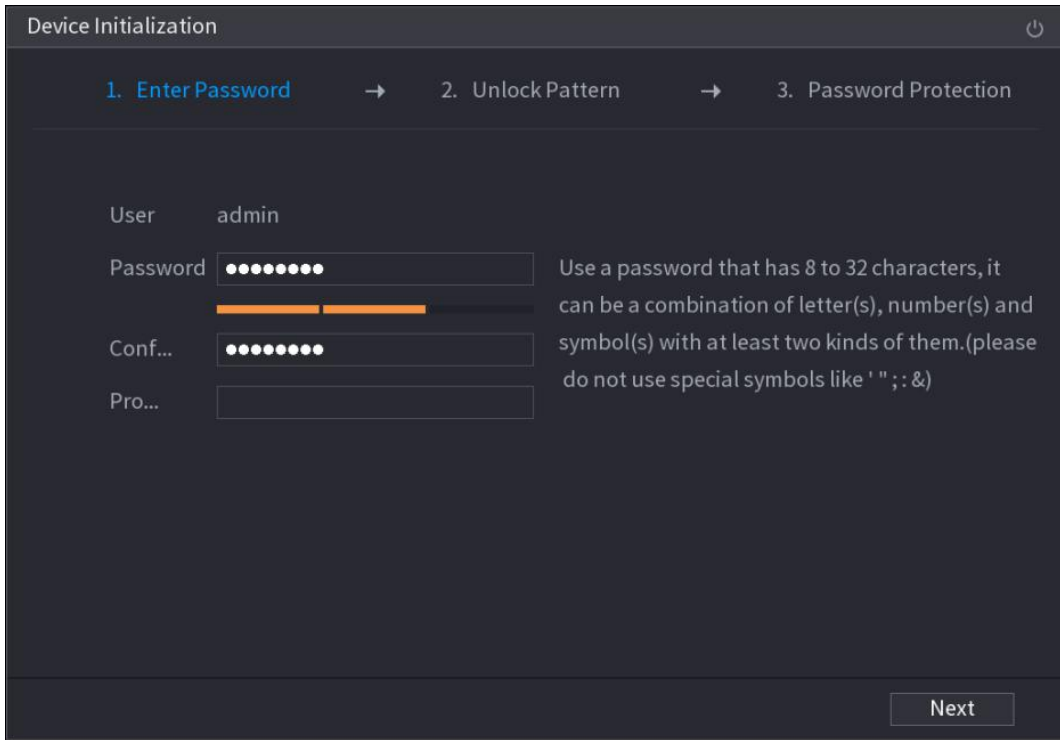 Device Initialization
1. Enter Password → 2. Unlock Pattern → 3. Password Protection
User admin
Password ●●●●●●●●
Use a password that has 8 to 32 characters, it
can be a combination of letter(s), number(s) and
symbol(s) with at least two kinds of them.(please
do not use special symbols like ' " ; : &)
Conf... ●●●●●●●●
Pro...
Next